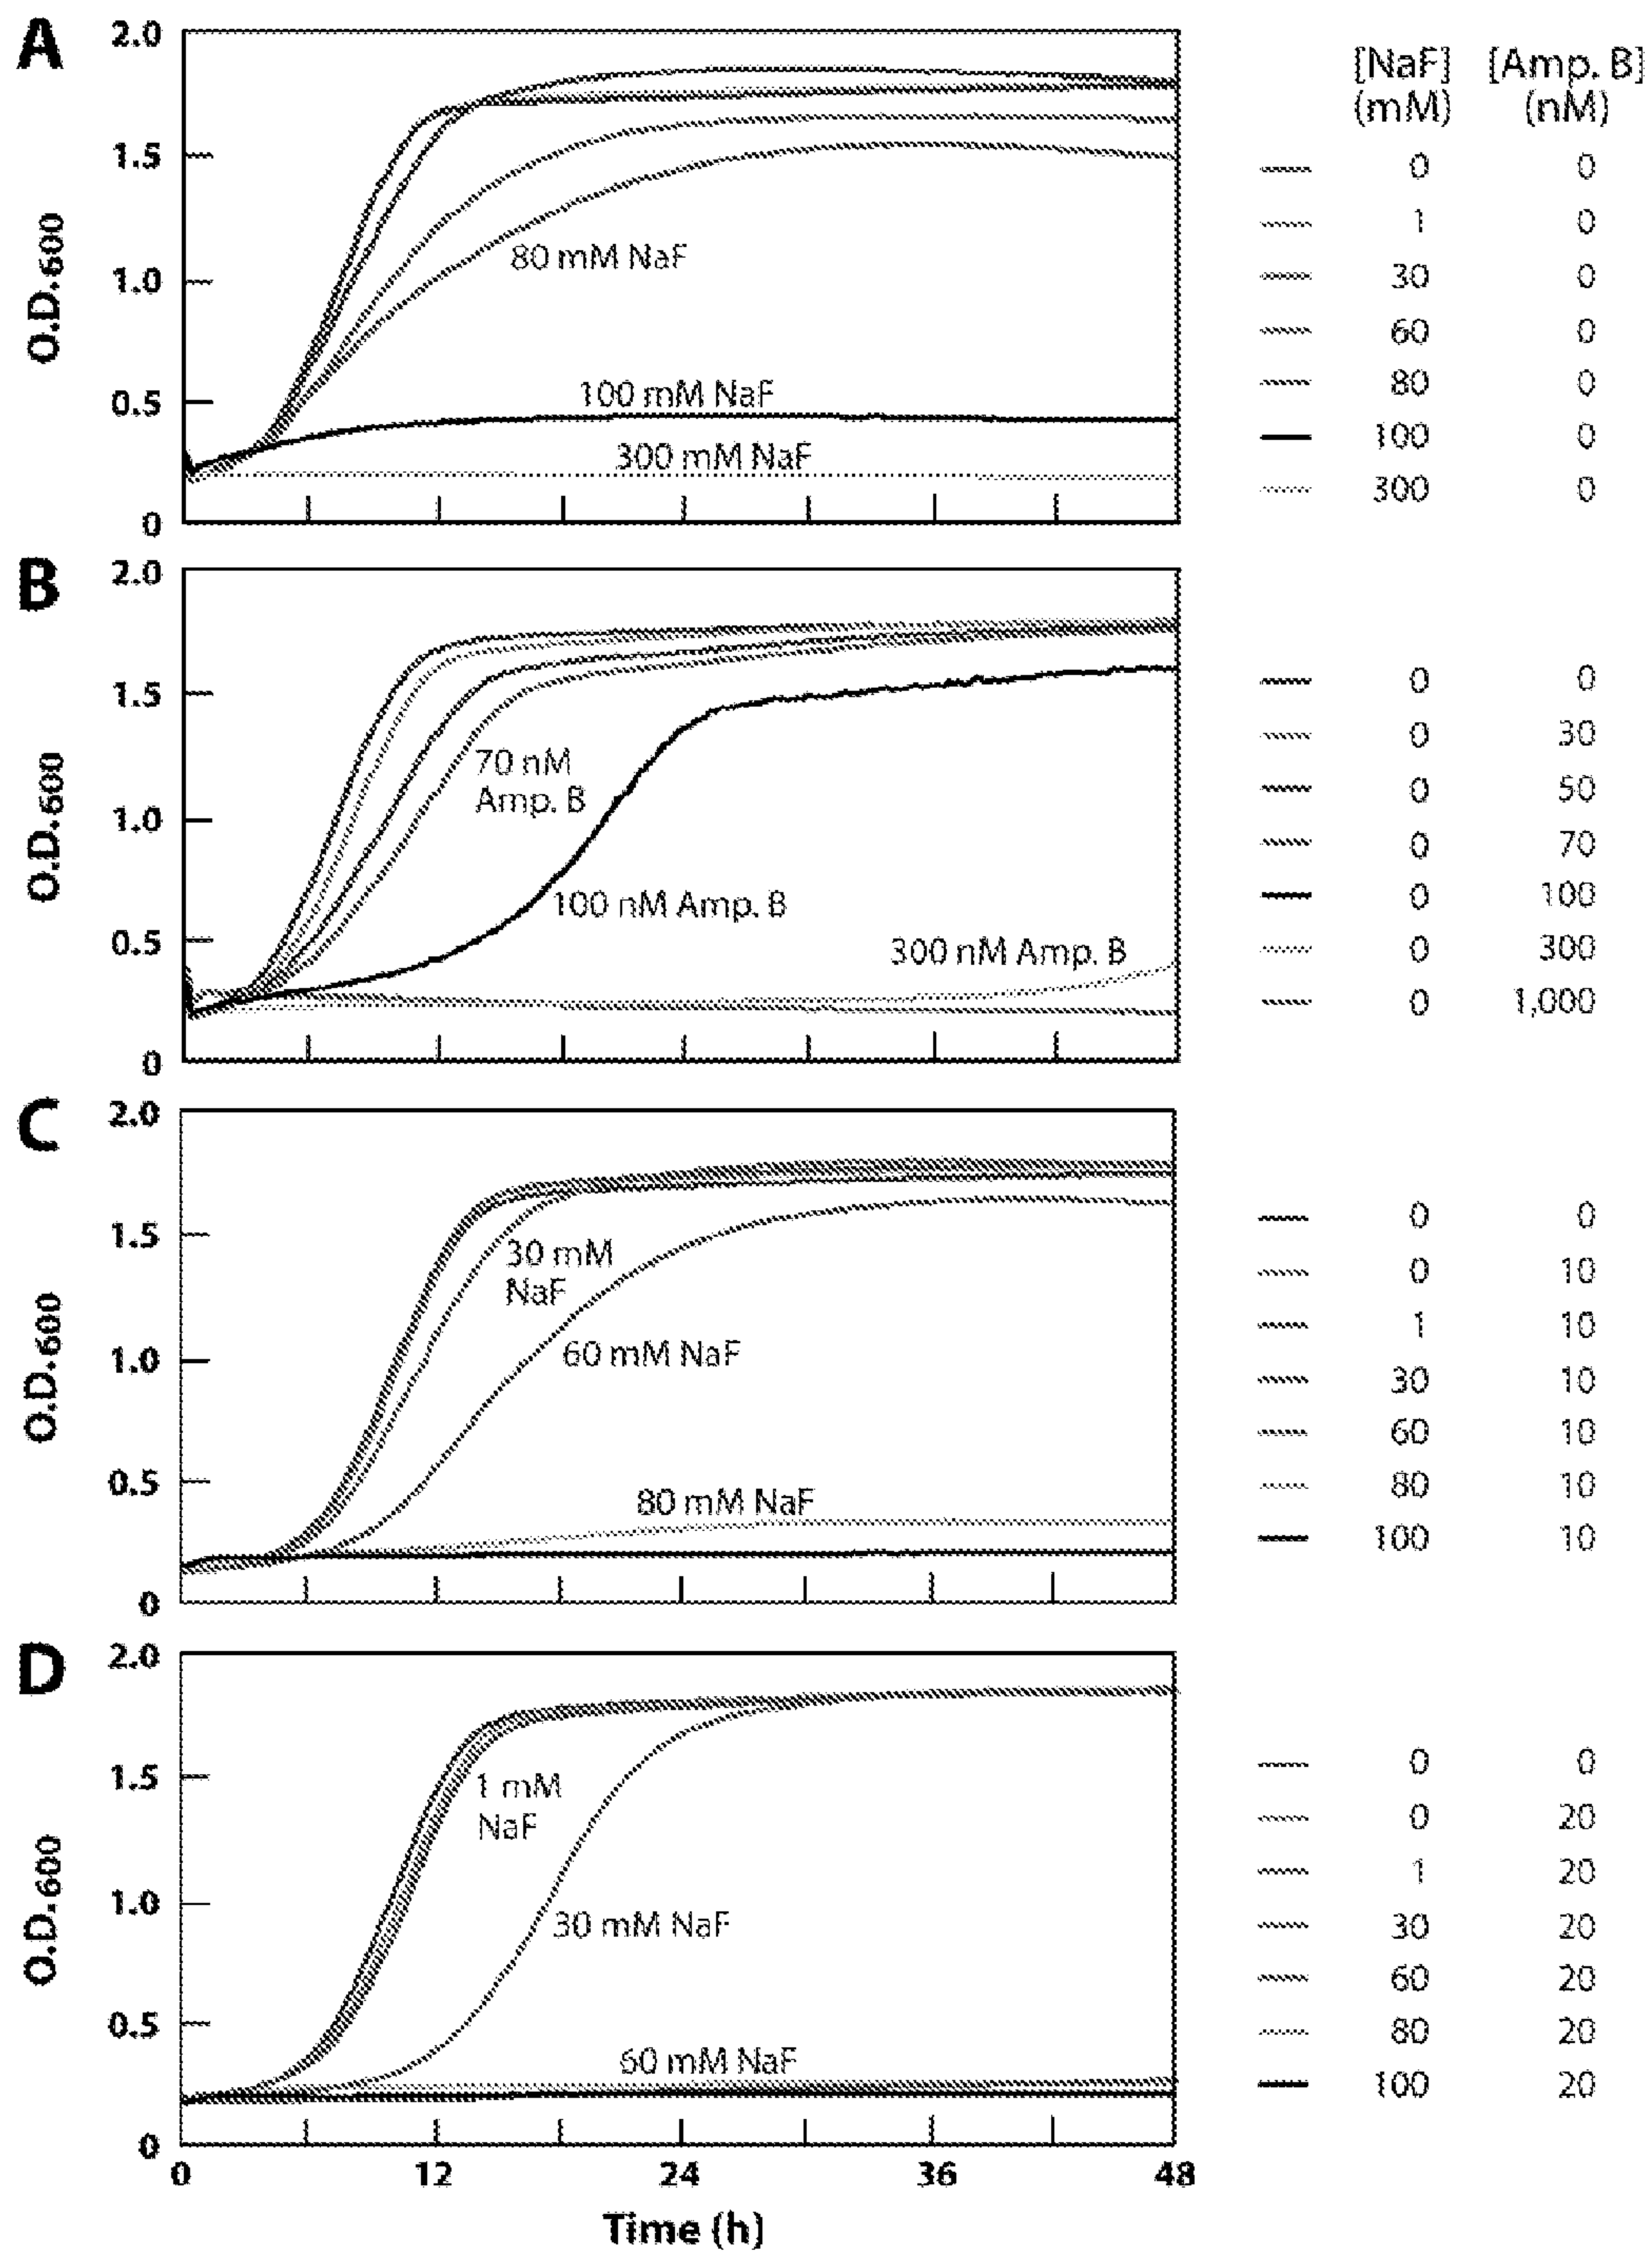 A
2.0
1.5
1.0
0.5
0
O.D.600
80 mM NaF
100 mM NaF
300 mM NaF
[NaF] [Amp. B]
(mM) (nM)
0 0
1 0
30 0
60 0
80 0
100 0
300 0
B
2.0
1.5
1.0
0.5
0
O.D.600
70 nM
Amp. B
100 nM Amp. B
300 nM Amp. B
0 0
0 30
0 50
0 70
0 100
0 300
0 1,000
C
2.0
1.5
1.0
0.5
0
O.D.600
30 mM
NaF
60 mM NaF
80 mM NaF
0 0
0 10
1 10
30 10
60 10
80 10
100 10
D
2.0
1.5
1.0
0.5
0
O.D.600
1 mM
NaF
30 mM NaF
60 mM NaF
0 0
0 20
1 20
30 20
60 20
80 20
100 20
0 12 24 36 48
Time (h)